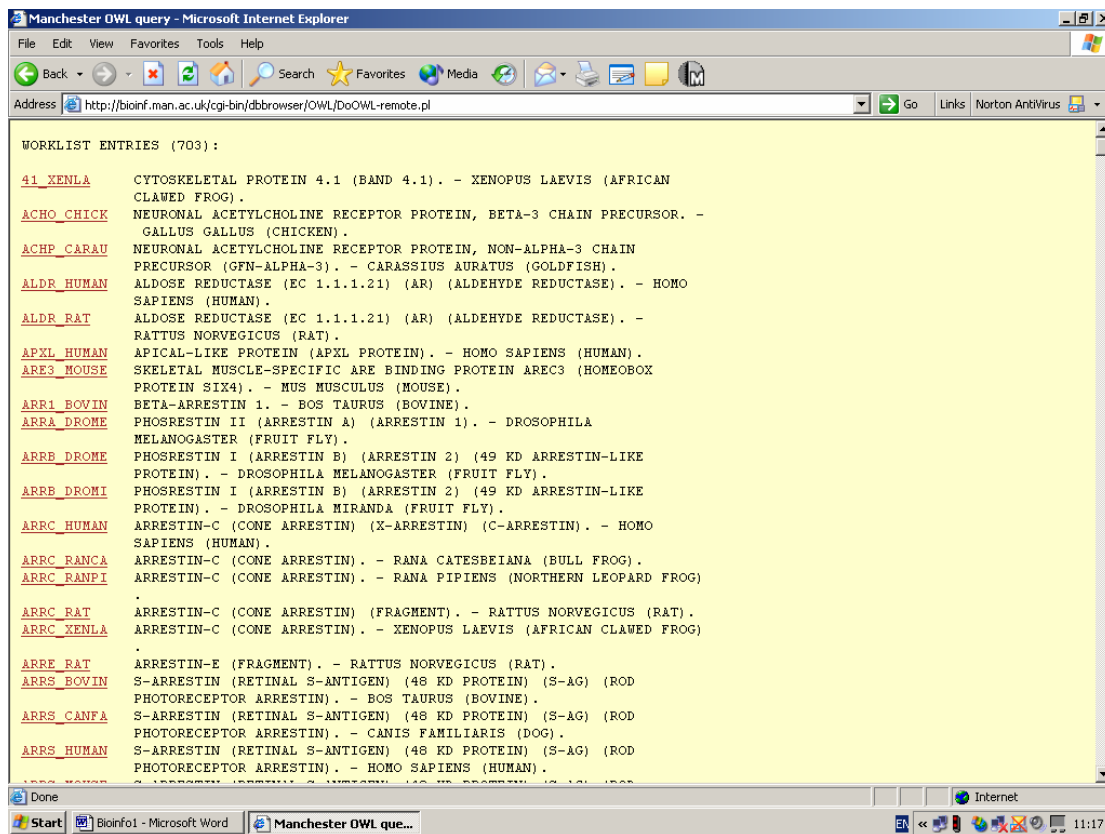 Manchester OWL query - Microsoft Internet Explorer
File Edit View Favorites Tools Help
Back Search Favorites Media
Address http://bioinf.man.ac.uk/cgi-bin/dbbrowser/OWL/DoOWL-remote.pl Go Links Norton AntiVirus
WORKLIST ENTRIES (703):
41_XENLA CYTOSKELETAL PROTEIN 4.1 (BAND 4.1). - XENOPUS LAEVIS (AFRICAN
CLAWED FROG).
ACHO_CHICK NEURONAL ACETYLCHOLINE RECEPTOR PROTEIN, BETA-3 CHAIN PRECURSOR. -
GALLUS GALLUS (CHICKEN).
ACHP_CARAU NEURONAL ACETYLCHOLINE RECEPTOR PROTEIN, NON-ALPHA-3 CHAIN
PRECURSOR (GFN-ALPHA-3). - CARASSIUS AURATUS (GOLDFISH).
ALDR_HUMAN ALDOSE REDUCTASE (EC 1.1.1.21) (AR) (ALDEHYDE REDUCTASE). - HOMO
SAPIENS (HUMAN).
ALDR_RAT ALDOSE REDUCTASE (EC 1.1.1.21) (AR) (ALDEHYDE REDUCTASE). -
RATTUS NORVEGICUS (RAT).
APXL_HUMAN APICAL-LIKE PROTEIN (APXL PROTEIN). - HOMO SAPIENS (HUMAN).
ARE3_MOUSE SKELETAL MUSCLE-SPECIFIC ARE BINDING PROTEIN AREC3 (HOMEOBOX
PROTEIN SIX4). - MUS MUSCULUS (MOUSE).
ARR1_BOVIN BETA-ARRESTIN 1. - BOS TAURUS (BOVINE).
ARRA_DROME PHOSRESTIN II (ARRESTIN A) (ARRESTIN 1). - DROSOPHILA
MELANOGASTER (FRUIT FLY).
ARRB_DROME PHOSRESTIN I (ARRESTIN B) (ARRESTIN 2) (49 KD ARRESTIN-LIKE
PROTEIN). - DROSOPHILA MELANOGASTER (FRUIT FLY).
ARRB_DROMI PHOSRESTIN I (ARRESTIN B) (ARRESTIN 2) (49 KD ARRESTIN-LIKE
PROTEIN). - DROSOPHILA MIRANDA (FRUIT FLY).
ARRC_HUMAN ARRESTIN-C (CONE ARRESTIN) (X-ARRESTIN) (C-ARRESTIN). - HOMO
SAPIENS (HUMAN).
ARRC_RANCA ARRESTIN-C (CONE ARRESTIN). - RANA CATESBEIANA (BULL FROG).
ARRC_RANPI ARRESTIN-C (CONE ARRESTIN). - RANA PIPIENS (NORTHERN LEOPARD FROG)
.
ARRC_RAT ARRESTIN-C (CONE ARRESTIN) (FRAGMENT). - RATTUS NORVEGICUS (RAT).
ARRC_XENLA ARRESTIN-C (CONE ARRESTIN). - XENOPUS LAEVIS (AFRICAN CLAWED FROG)
.
ARRE_RAT ARRESTIN-E (FRAGMENT). - RATTUS NORVEGICUS (RAT).
ARRS_BOVIN S-ARRESTIN (RETINAL S-ANTIGEN) (48 KD PROTEIN) (S-AG) (ROD
PHOTORECEPTOR ARRESTIN). - BOS TAURUS (BOVINE).
ARRS_CANFA S-ARRESTIN (RETINAL S-ANTIGEN) (48 KD PROTEIN) (S-AG) (ROD
PHOTORECEPTOR ARRESTIN). - CANIS FAMILIARIS (DOG).
ARRS_HUMAN S-ARRESTIN (RETINAL S-ANTIGEN) (48 KD PROTEIN) (S-AG) (ROD
PHOTORECEPTOR ARRESTIN). - HOMO SAPIENS (HUMAN).
Done Internet
Start Bioinfo1 - Microsoft Word Manchester OWL que... EN « 11:17